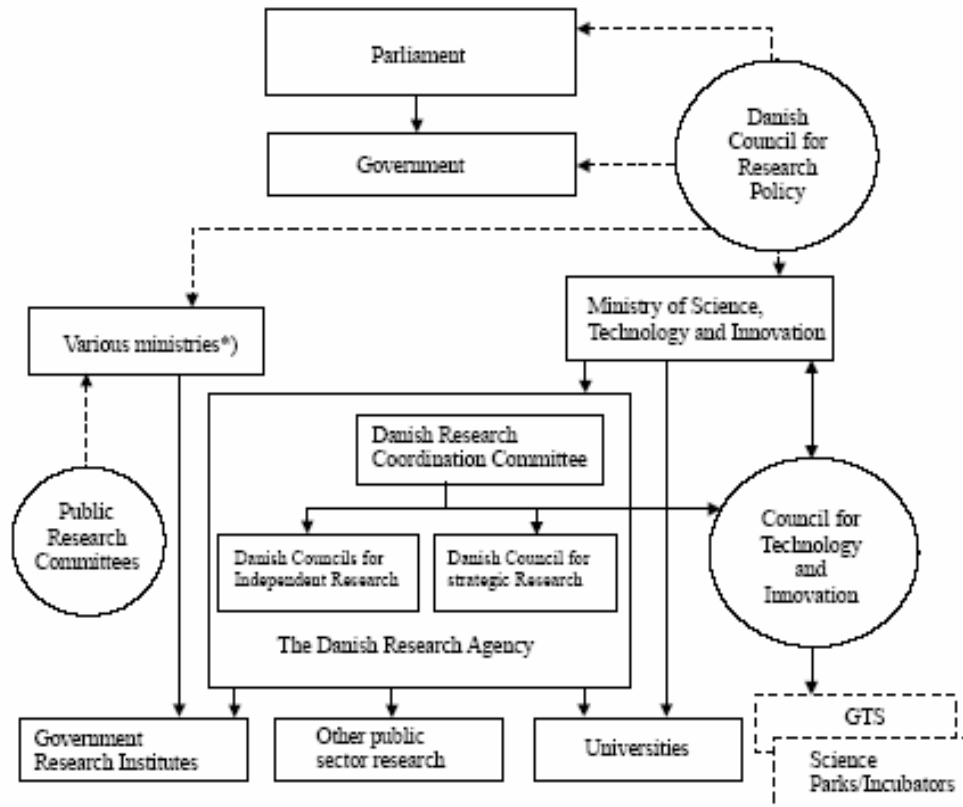 Parliament
Danish
Council for
Research
Policy
Government
Ministry of Science,
Technology and Innovation
Various ministries*)
Danish Research
Coordination Committee
Public
Research
Committees
Council for
Technology
and
Innovation
Danish Councils for
Independent Research
Danish Council for
strategic Research
The Danish Research Agency
Government
Research Institutes
Other public
sector research
Universities
GTS
Science
Parks/Incubators